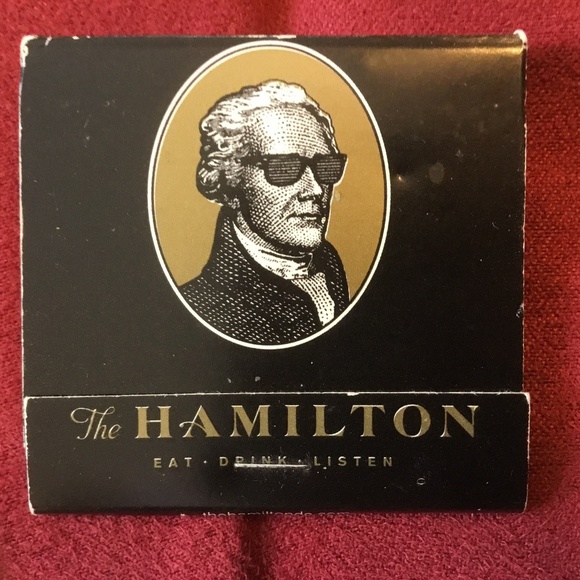 The HAMILTON
EAT · DRINK · LISTEN